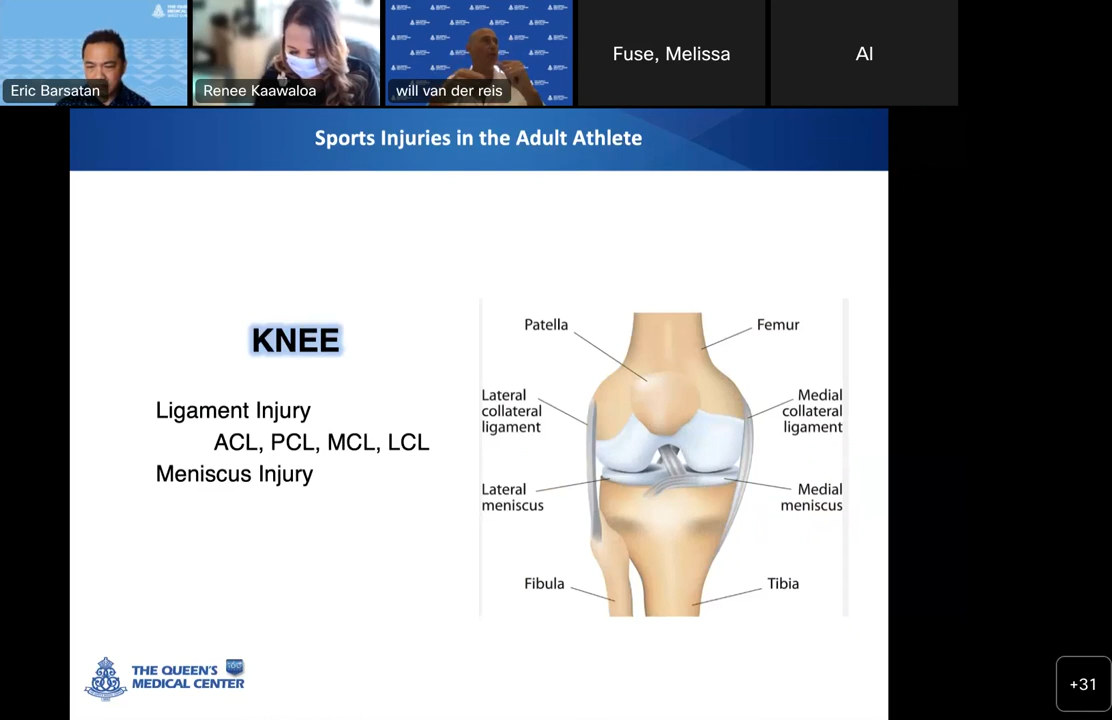 Eric Barsatan
Renee Kaawaloa
will van der reis
Fuse, Melissa
Al
Sports Injuries in the Adult Athlete
KNEE
Ligament Injury
ACL, PCL, MCL, LCL
Meniscus Injury
Patella
Femur
Lateral
collateral
ligament
Medial
collateral
ligament
Lateral
meniscus
Medial
meniscus
Fibula
Tibia
THE QUEEN'S
MEDICAL CENTER
+31